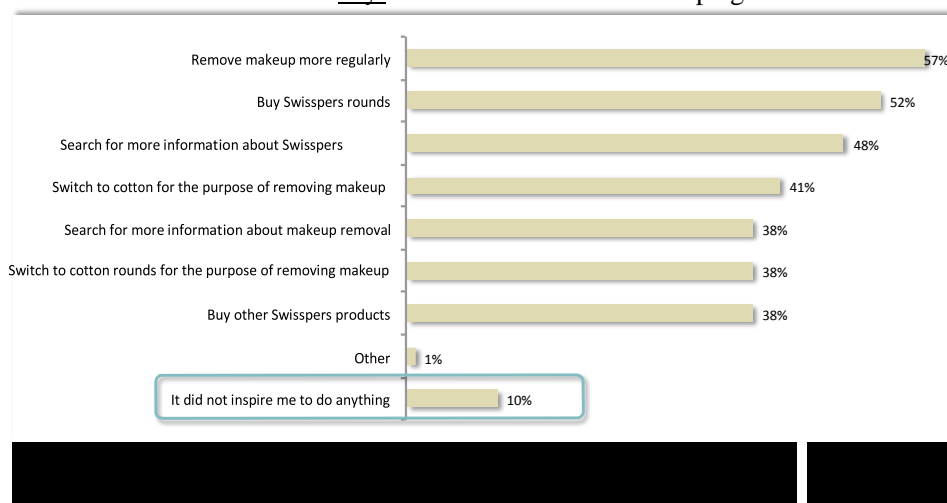 Remove makeup more regularly 57%
Buy Swisspers rounds 52%
Search for more information about Swisspers 48%
Switch to cotton for the purpose of removing makeup 41%
Search for more information about makeup removal 38%
Switch to cotton rounds for the purpose of removing makeup 38%
Buy other Swisspers products 38%
Other 1%
It did not inspire me to do anything 10%